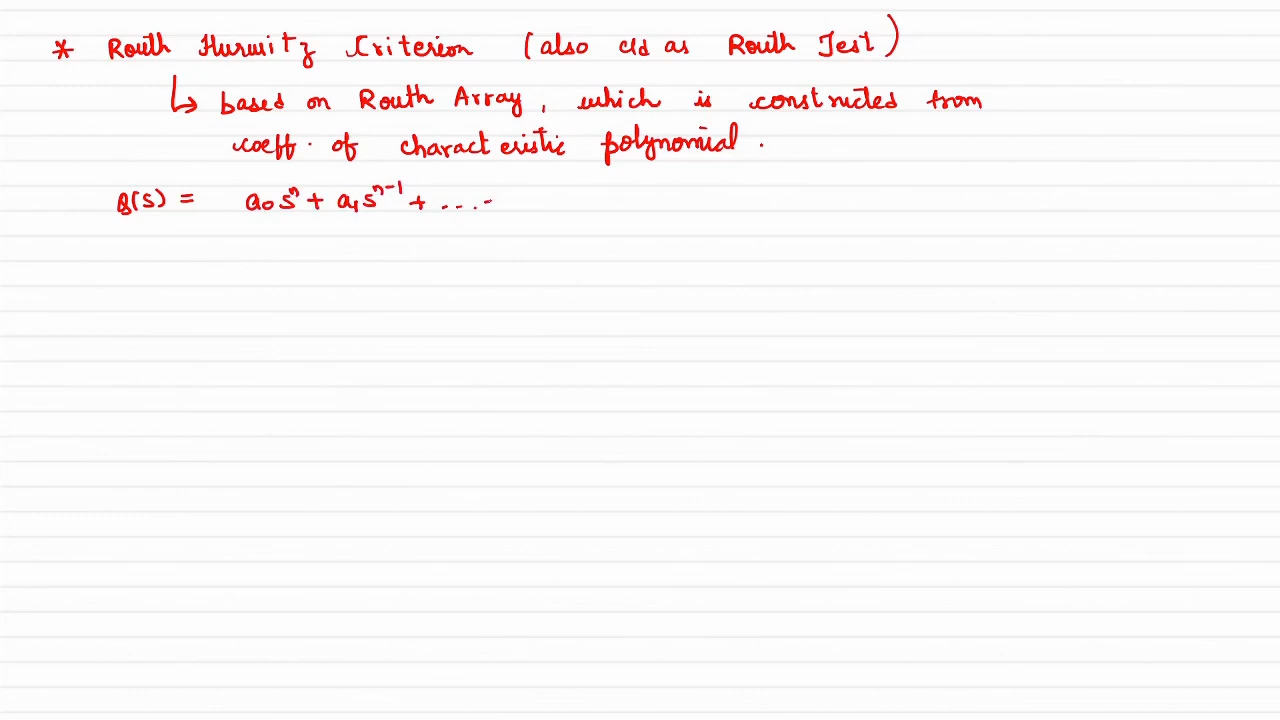 * Routh Hurwitz Criterion (also c/d as Routh Test)
↳ based on Routh Array, which is constructed from
coeff. of characteristic polynomial.
q(s) = a₀sⁿ + a₁sⁿ⁻¹ + .....